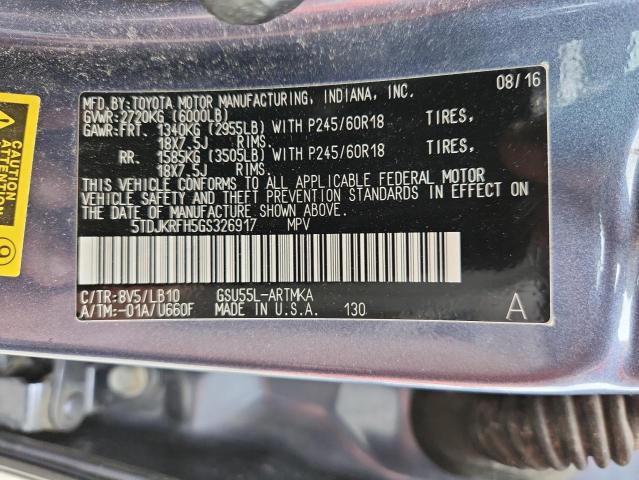 08/16
MFD.BY:TOYOTA MOTOR MANUFACTURING, INDIANA, INC.
GVWR:2720KG (6000LB)
GAWR:FRT. 1340KG (2955LB) WITH P245/60R18 TIRES,
18X7.5J RIMS.
RR. 1585KG (3505LB) WITH P245/60R18 TIRES,
18X7.5J RIMS.
THIS VEHICLE CONFORMS TO ALL APPLICABLE FEDERAL MOTOR
VEHICLE SAFETY AND THEFT PREVENTION STANDARDS IN EFFECT ON
THE DATE OF MANUFACTURE SHOWN ABOVE.
5TDJKRFH5GS326917 MPV
C/TR:8V5/LB10 GSU55L-ARTMKA
A/TM:-01A/U660F MADE IN U.S.A. 130 A
CAUTION
ATTENTION